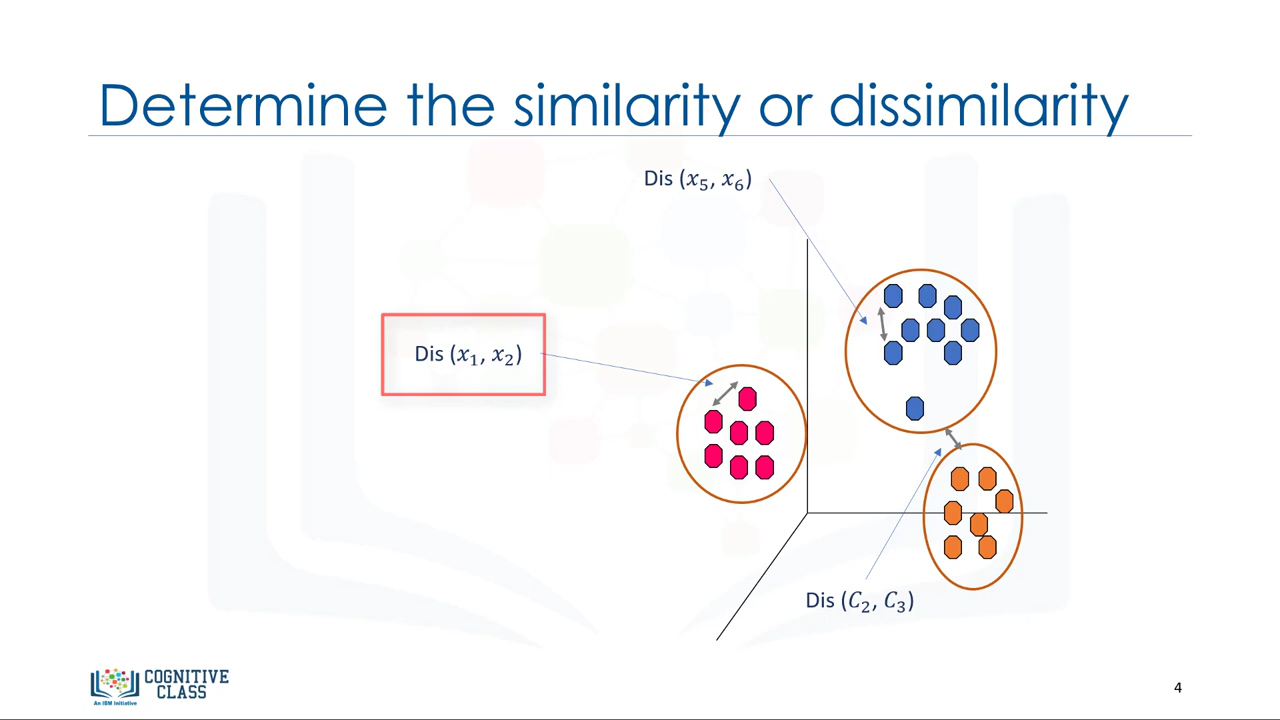 Determine the similarity or dissimilarity
Dis (x₅, x₆)
Dis (x₁, x₂)
Dis (C₂, C₃)
COGNITIVE
CLASS
An IBM Initiative
4